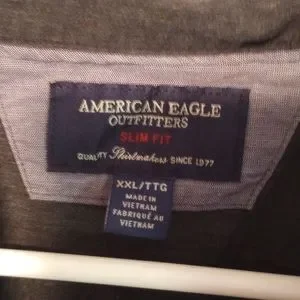 AMERICAN EAGLE
OUTFITTERS
SLIM FIT
QUALITY Shirtmakers SINCE 1977
XXL/TTG
MADE IN
VIETNAM
FABRIQUÉ AU
VIETNAM